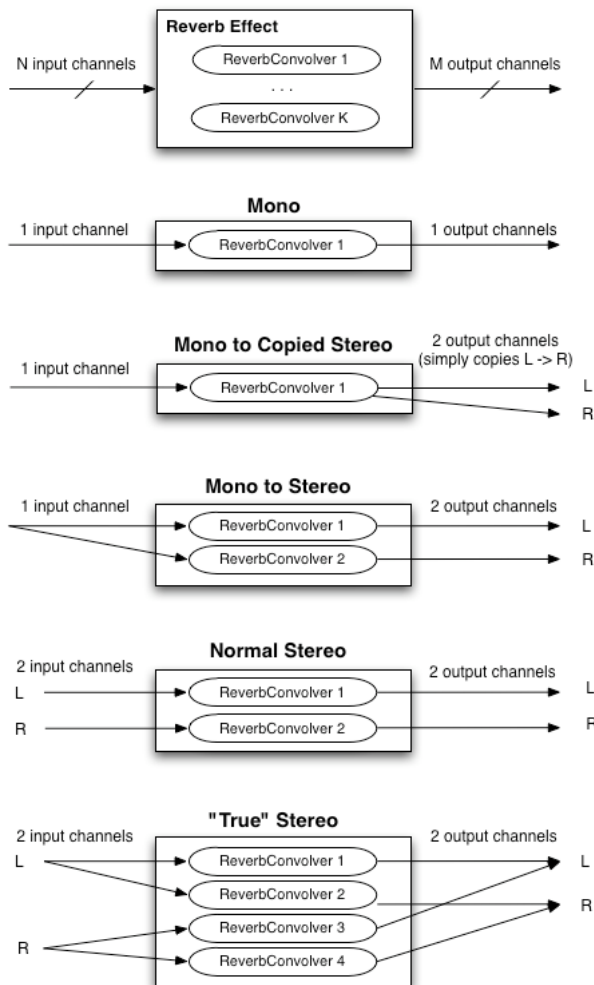 Reverb Effect
N input channels
ReverbConvolver 1
M output channels
. . .
ReverbConvolver K
Mono
1 input channel
ReverbConvolver 1
1 output channels
Mono to Copied Stereo
2 output channels
(simply copies L -> R)
1 input channel
ReverbConvolver 1
L
R
Mono to Stereo
1 input channel
ReverbConvolver 1
2 output channels
L
ReverbConvolver 2
R
Normal Stereo
2 input channels
2 output channels
L
ReverbConvolver 1
L
R
ReverbConvolver 2
R
"True" Stereo
2 input channels
2 output channels
L
ReverbConvolver 1
L
ReverbConvolver 2
R
ReverbConvolver 3
R
ReverbConvolver 4